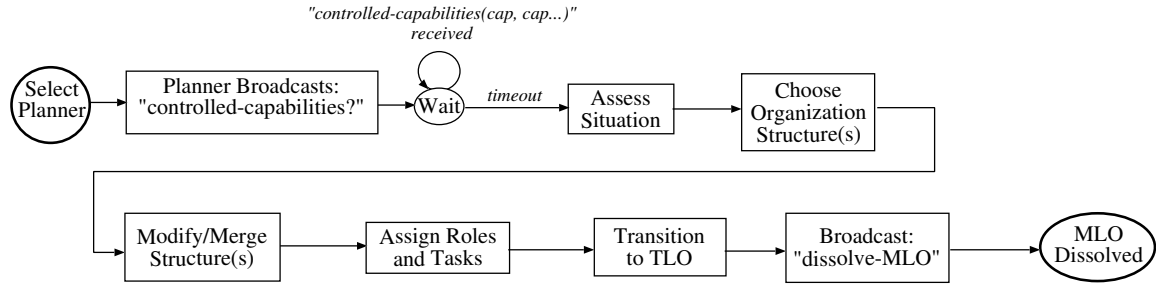 "controlled-capabilities(cap, cap...)"
received
Select
Planner
Planner Broadcasts:
"controlled-capabilities?"
Wait
timeout
Assess
Situation
Choose
Organization
Structure(s)
Modify/Merge
Structure(s)
Assign Roles
and Tasks
Transition
to TLO
Broadcast:
"dissolve-MLO"
MLO
Dissolved